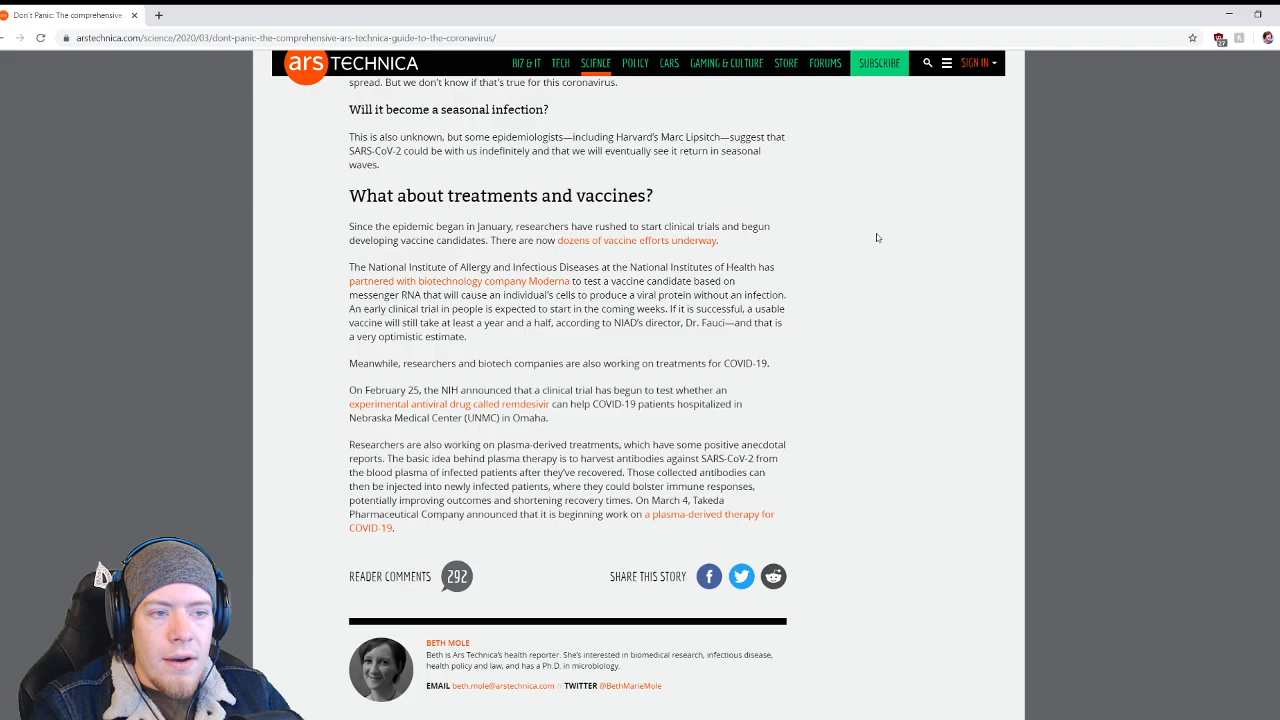 Don't Panic: The comprehensive
arstechnica.com/science/2020/03/dont-panic-the-comprehensive-ars-technica-guide-to-the-coronavirus/
27
ars TECHNICA
BIZ & IT TECH SCIENCE POLICY CARS GAMING & CULTURE STORE FORUMS SUBSCRIBE SIGN IN
spread. But we don't know if that's true for this coronavirus.
Will it become a seasonal infection?
This is also unknown, but some epidemiologists—including Harvard's Marc Lipsitch—suggest that
SARS-CoV-2 could be with us indefinitely and that we will eventually see it return in seasonal
waves.
What about treatments and vaccines?
Since the epidemic began in January, researchers have rushed to start clinical trials and begun
developing vaccine candidates. There are now dozens of vaccine efforts underway.
The National Institute of Allergy and Infectious Diseases at the National Institutes of Health has
partnered with biotechnology company Moderna to test a vaccine candidate based on
messenger RNA that will cause an individual's cells to produce a viral protein without an infection.
An early clinical trial in people is expected to start in the coming weeks. If it is successful, a usable
vaccine will still take at least a year and a half, according to NIAD's director, Dr. Fauci—and that is
a very optimistic estimate.
Meanwhile, researchers and biotech companies are also working on treatments for COVID-19.
On February 25, the NIH announced that a clinical trial has begun to test whether an
experimental antiviral drug called remdesivir can help COVID-19 patients hospitalized in
Nebraska Medical Center (UNMC) in Omaha.
Researchers are also working on plasma-derived treatments, which have some positive anecdotal
reports. The basic idea behind plasma therapy is to harvest antibodies against SARS-CoV-2 from
the blood plasma of infected patients after they've recovered. Those collected antibodies can
then be injected into newly infected patients, where they could bolster immune responses,
potentially improving outcomes and shortening recovery times. On March 4, Takeda
Pharmaceutical Company announced that it is beginning work on a plasma-derived therapy for
COVID-19.
READER COMMENTS 292 SHARE THIS STORY
BETH MOLE
Beth is Ars Technica's health reporter. She's interested in biomedical research, infectious disease,
health policy and law, and has a Ph.D. in microbiology.
EMAIL beth.mole@arstechnica.com // TWITTER @BethMarieMole